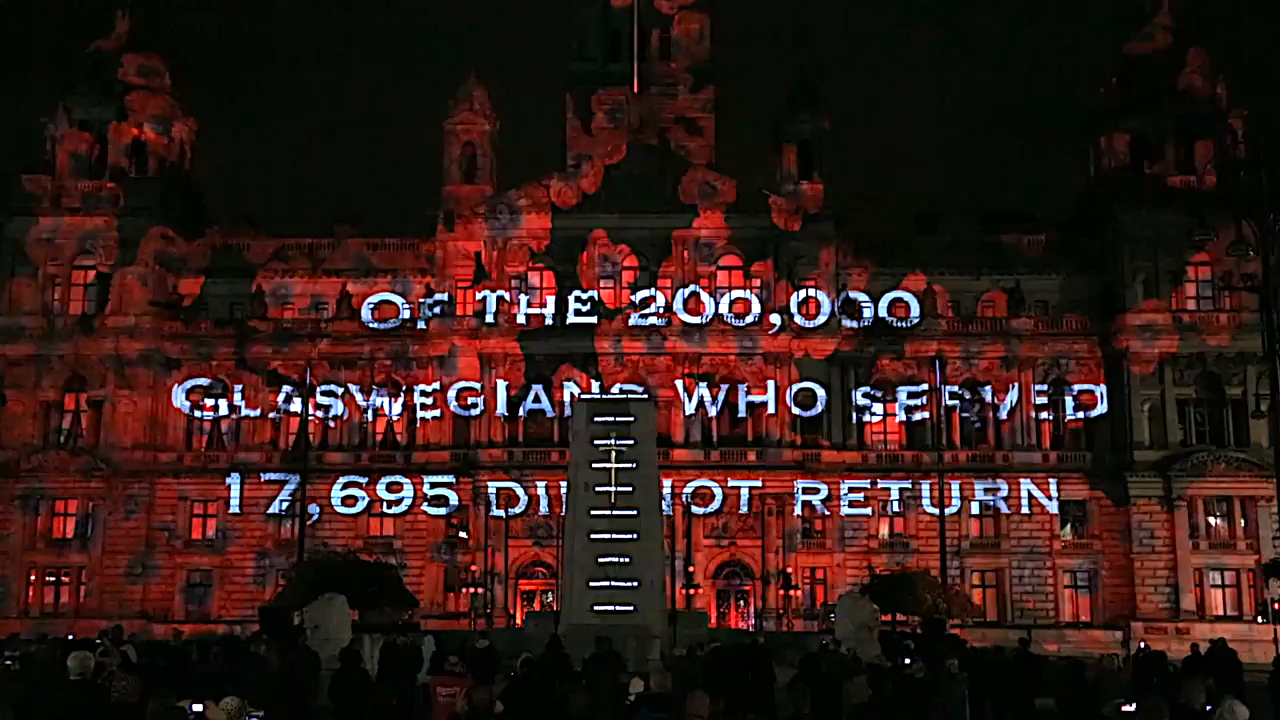 OF THE 200,000
GLASWEGIANS WHO SERVED
17,695 DID NOT RETURN